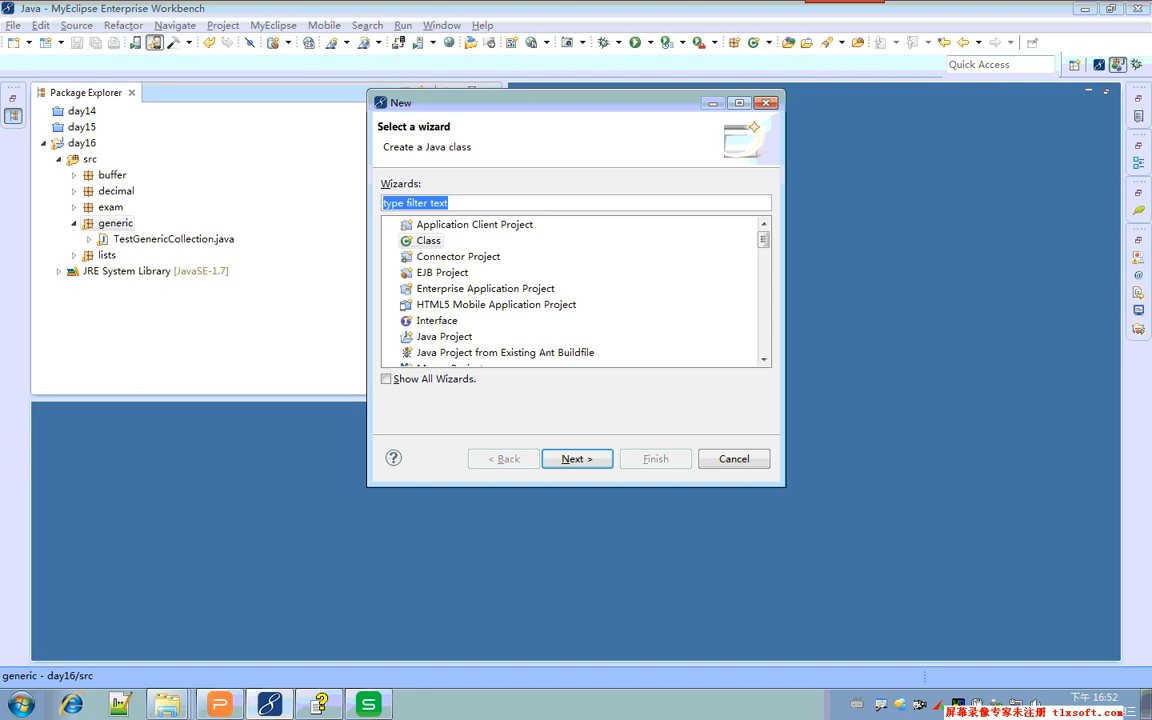 Java - MyEclipse Enterprise Workbench
File Edit Source Refactor Navigate Project MyEclipse Mobile Search Run Window Help
Quick Access
Package Explorer
day14
day15
day16
src
buffer
decimal
exam
generic
TestGenericCollection.java
lists
JRE System Library [JavaSE-1.7]
New
Select a wizard
Create a Java class
Wizards:
type filter text
Application Client Project
Class
Connector Project
EJB Project
Enterprise Application Project
HTML5 Mobile Application Project
Interface
Java Project
Java Project from Existing Ant Buildfile
Show All Wizards.
< Back Next > Finish Cancel
generic - day16/src
下午 16:52
屏幕录像专家未注册 tlxsoft.com